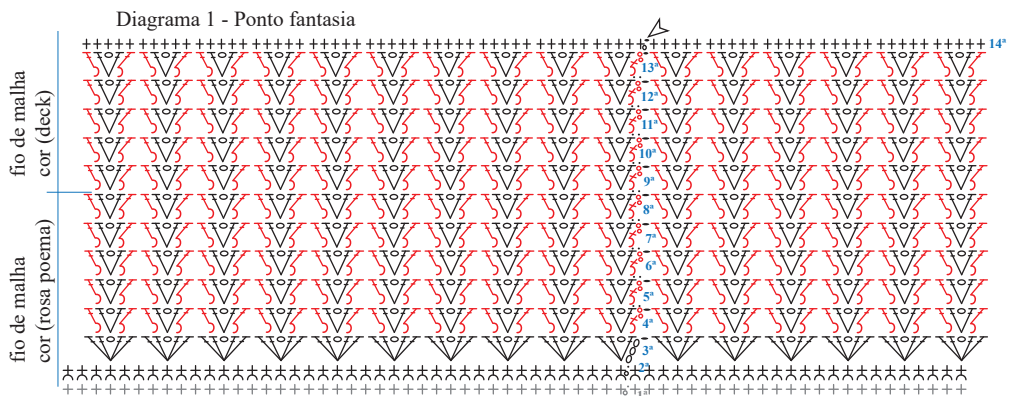 Diagrama 1 - Ponto fantasia
fio de malha
cor (deck)
fio de malha
cor (rosa poema)
14ª
13ª
12ª
11ª
10ª
9ª
8ª
7ª
6ª
5ª
4ª
3ª
2ª
1ª